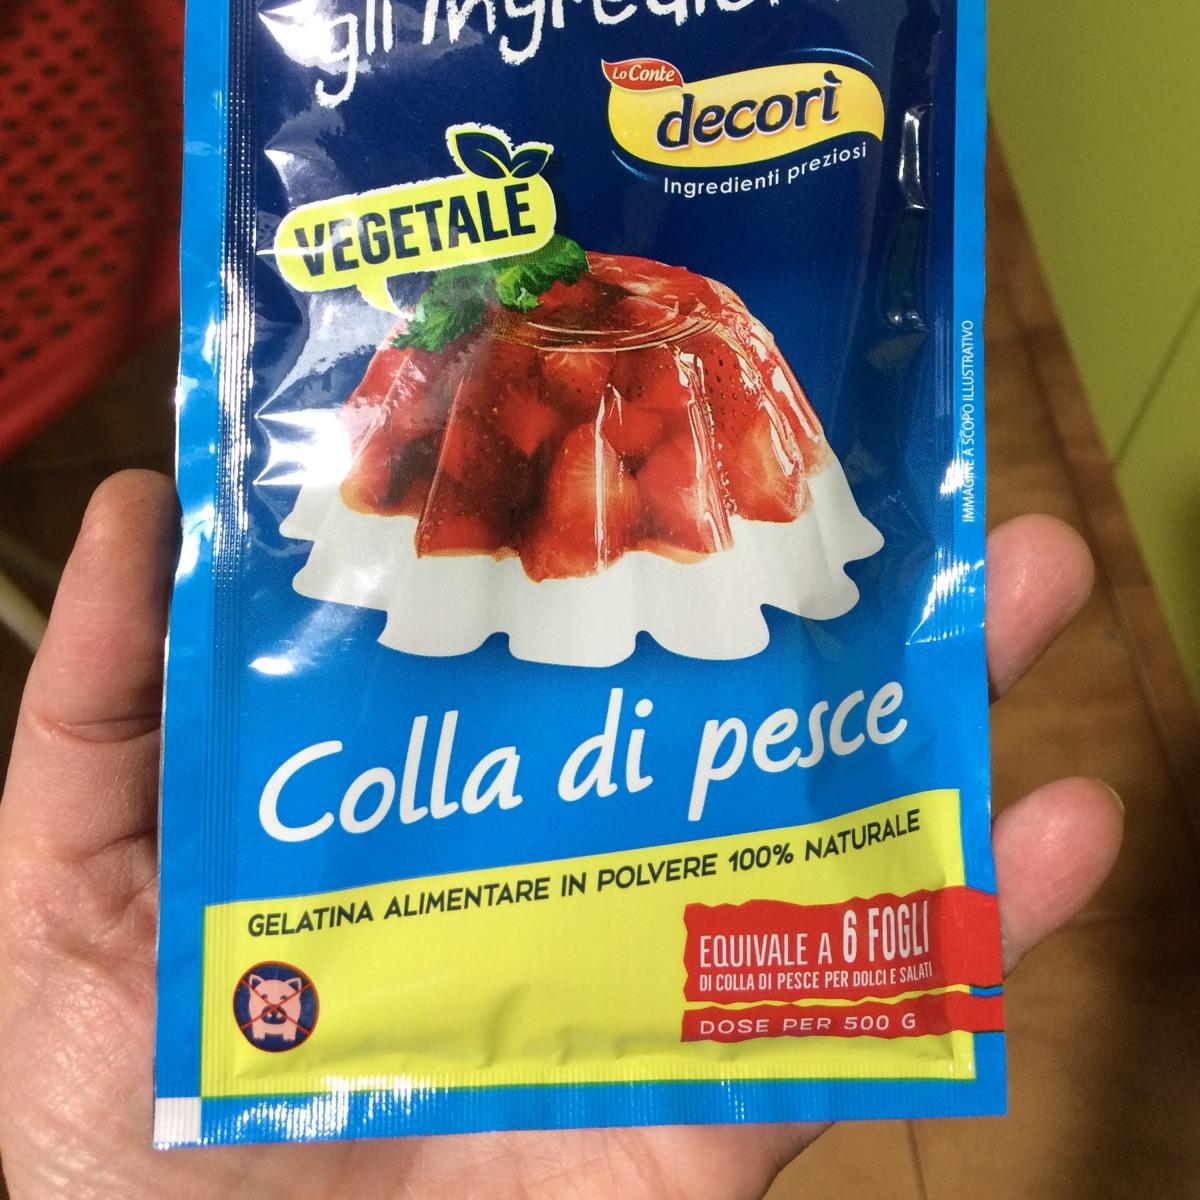 gli
Lo Conte
decorì
Ingredienti preziosi
VEGETALE
IMMAGINE A SCOPO ILLUSTRATIVO
Colla di pesce
GELATINA ALIMENTARE IN POLVERE 100% NATURALE
EQUIVALE A 6 FOGLI
DI COLLA DI PESCE PER DOLCI E SALATI
DOSE PER 500 G